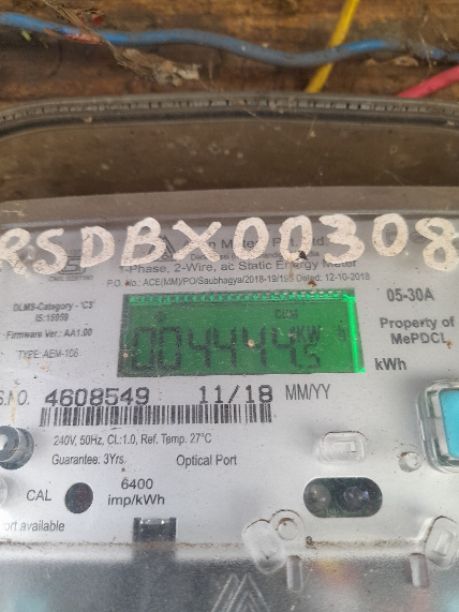 RSDBX00308
1-Phase, 2-Wire, ac Static Energy Meter
P.O. No.: ACE(MM)/PO/Saubhagya/2018-19/195 Dated: 12-10-2018
DLMS-Category - 'C3'
IS:15959
Firmware Ver.: AA1.00
TYPE: AEM-106
05-30A
Property of
MePDCL
kWh
S.NO. 4608549 11/18 MM/YY
240V, 50Hz, CL:1.0, Ref. Temp. 27°C
Guarantee. 3Yrs. Optical Port
CAL
6400
imp/kWh
port available